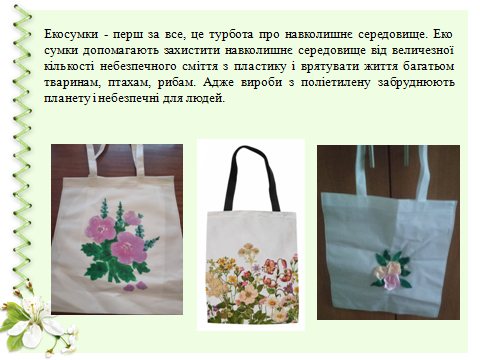 Екосумки - перш за все, це турбота про навколишнє середовище. Еко
сумки допомагають захистити навколишнє середовище від величезної
кількості небезпечного сміття з пластику і врятувати життя багатьом
тваринам, птахам, рибам. Адже вироби з поліетилену забруднюють
планету і небезпечні для людей.